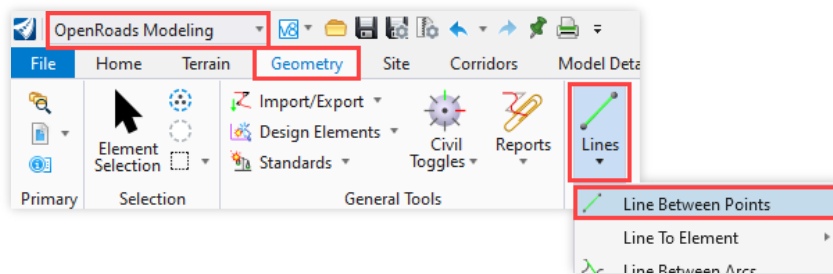 OpenRoads Modeling
File Home Terrain Geometry Site Corridors Model Deta
Import/Export
Design Elements
Standards
Element
Selection
Civil
Toggles
Reports
Lines
Primary Selection General Tools
Line Between Points
Line To Element
Line Between Arcs